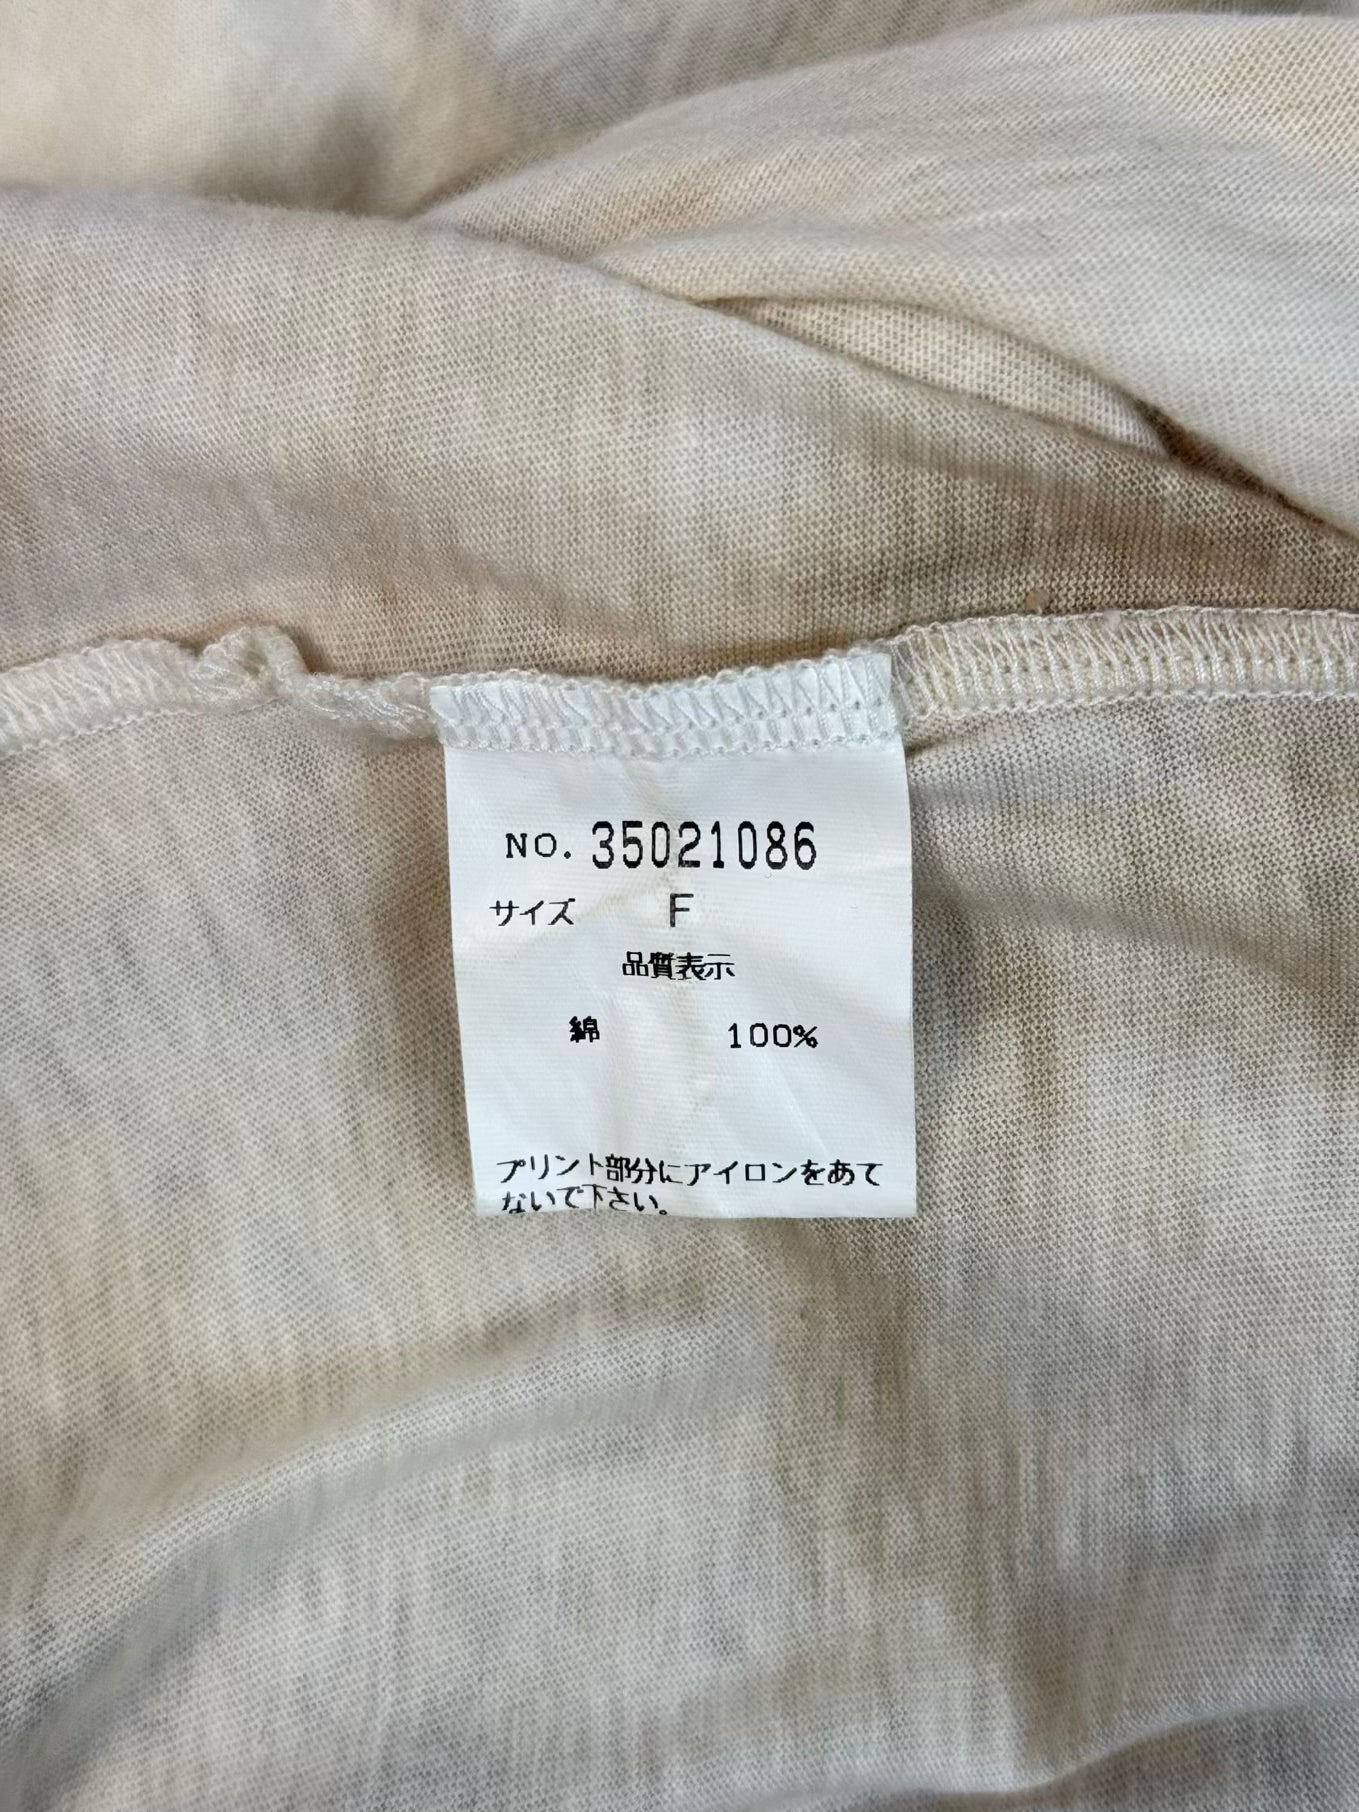 NO. 35021086
サイズ F
品質表示
綿 100%
プリント部分にアイロンをあて
ないで下さい。